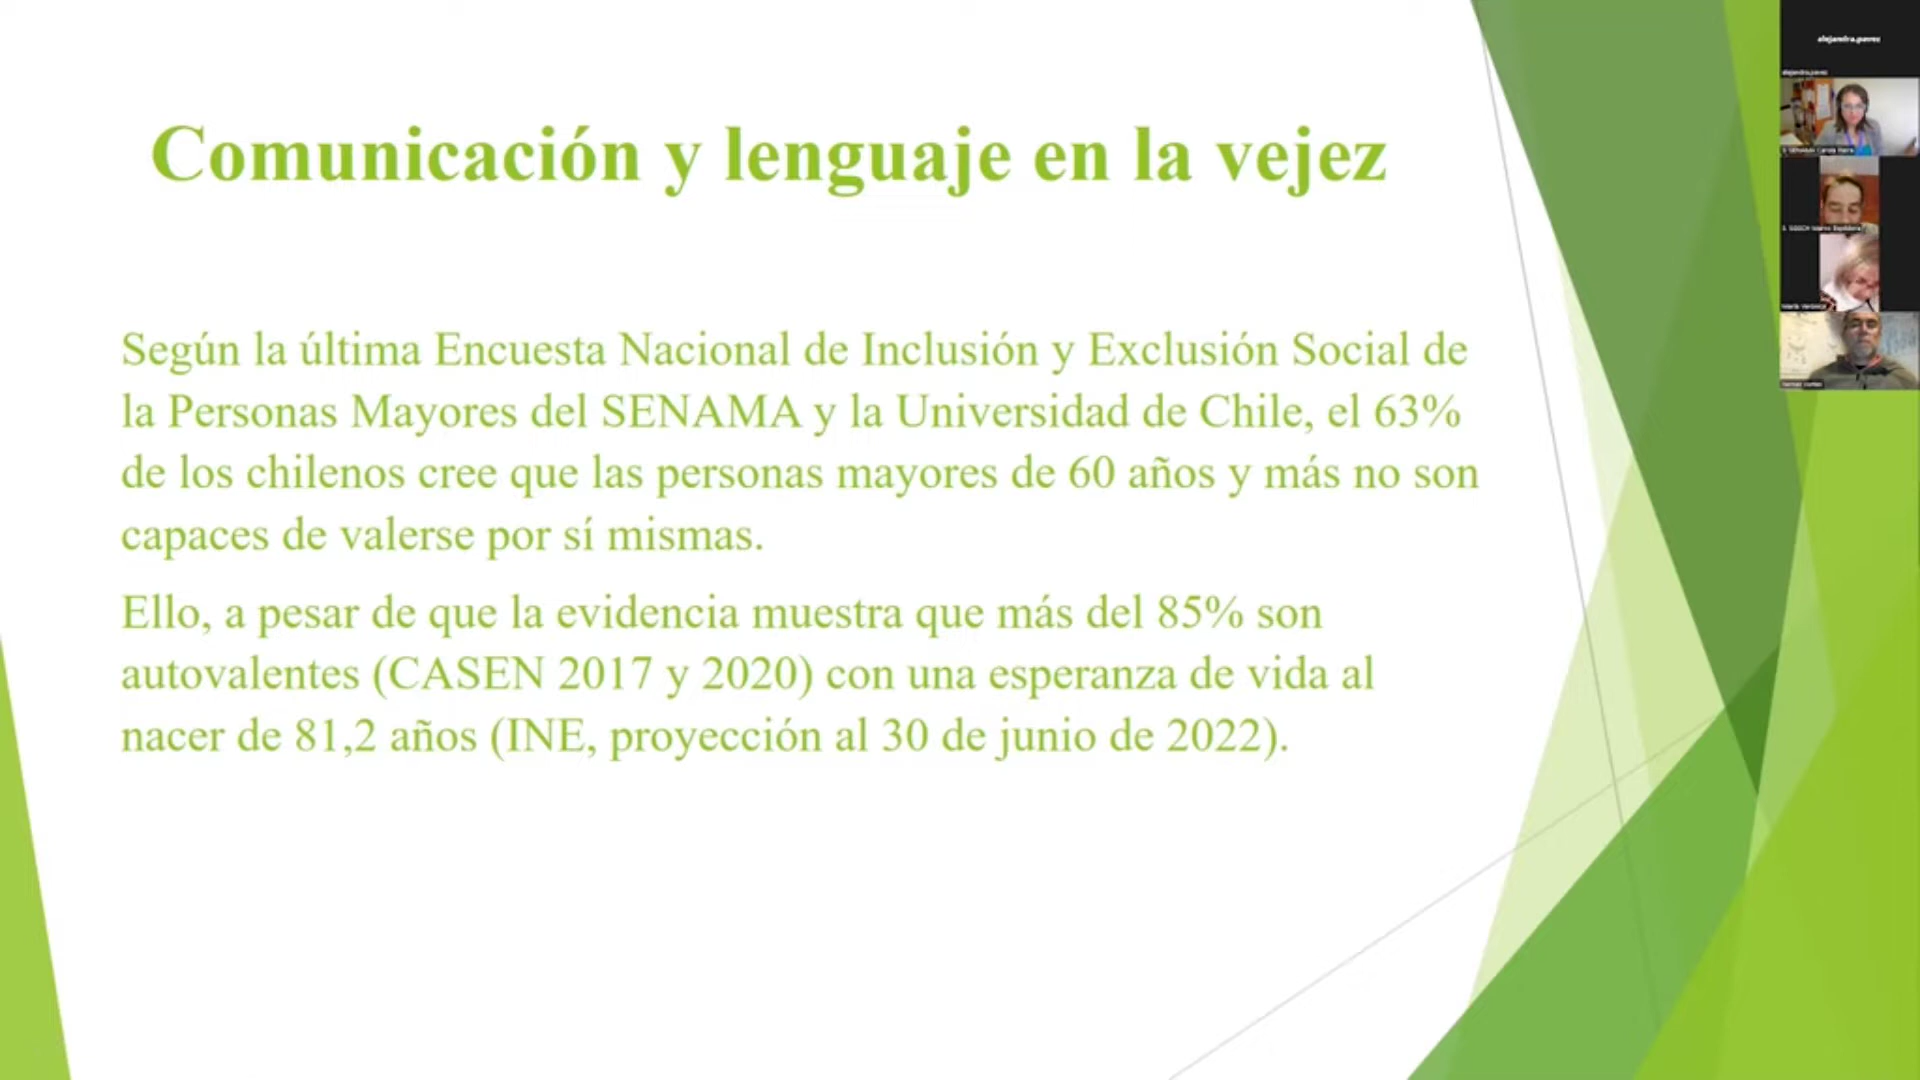 Comunicación y lenguaje en la vejez
Según la última Encuesta Nacional de Inclusión y Exclusión Social de
la Personas Mayores del SENAMA y la Universidad de Chile, el 63%
de los chilenos cree que las personas mayores de 60 años y más no son
capaces de valerse por sí mismas.
Ello, a pesar de que la evidencia muestra que más del 85% son
autovalentes (CASEN 2017 y 2020) con una esperanza de vida al
nacer de 81,2 años (INE, proyección al 30 de junio de 2022).
alejandra.pavez
alejandra.pavez